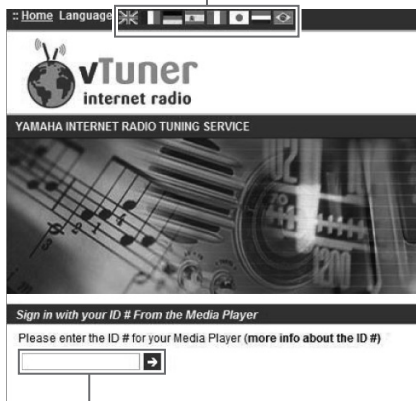 :: Home Language
vTuner
internet radio
YAMAHA INTERNET RADIO TUNING SERVICE
Sign in with your ID # From the Media Player
Please enter the ID # for your Media Player (more info about the ID #)